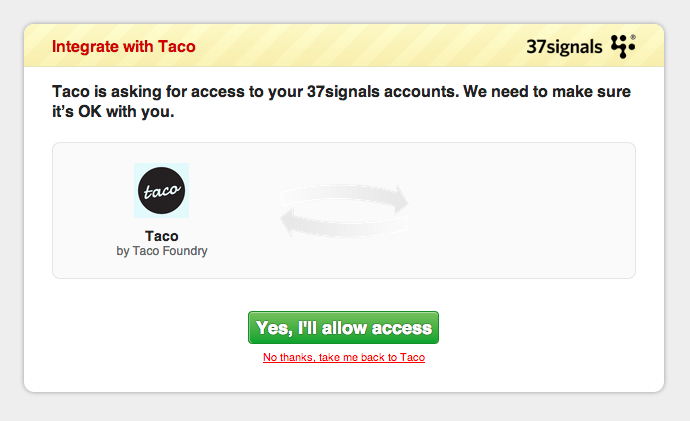 Integrate with Taco
37signals ®
Taco is asking for access to your 37signals accounts. We need to make sure
it's OK with you.
taco
Taco
by Taco Foundry
Yes, I'll allow access
No thanks, take me back to Taco